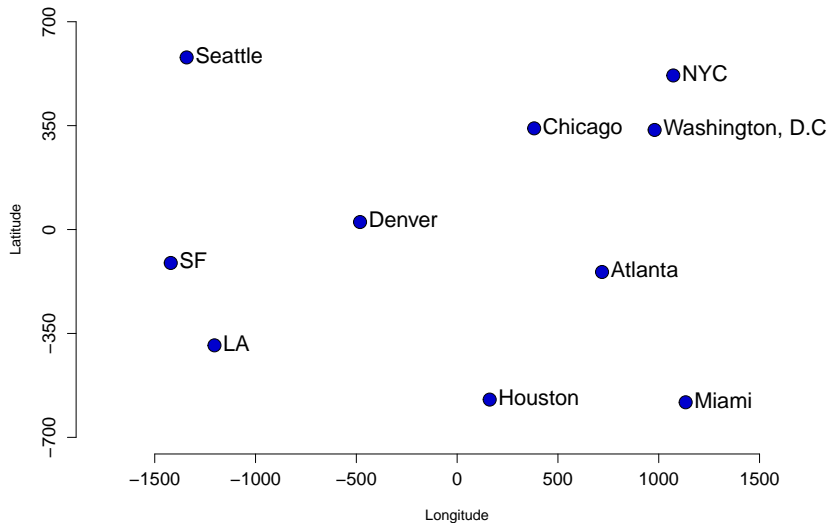 700
Seattle
NYC
350
Chicago
Washington, D.C
Latitude
0
Denver
SF
Atlanta
−350
LA
Houston
Miami
−700
−1500 −1000 −500 0 500 1000 1500
Longitude